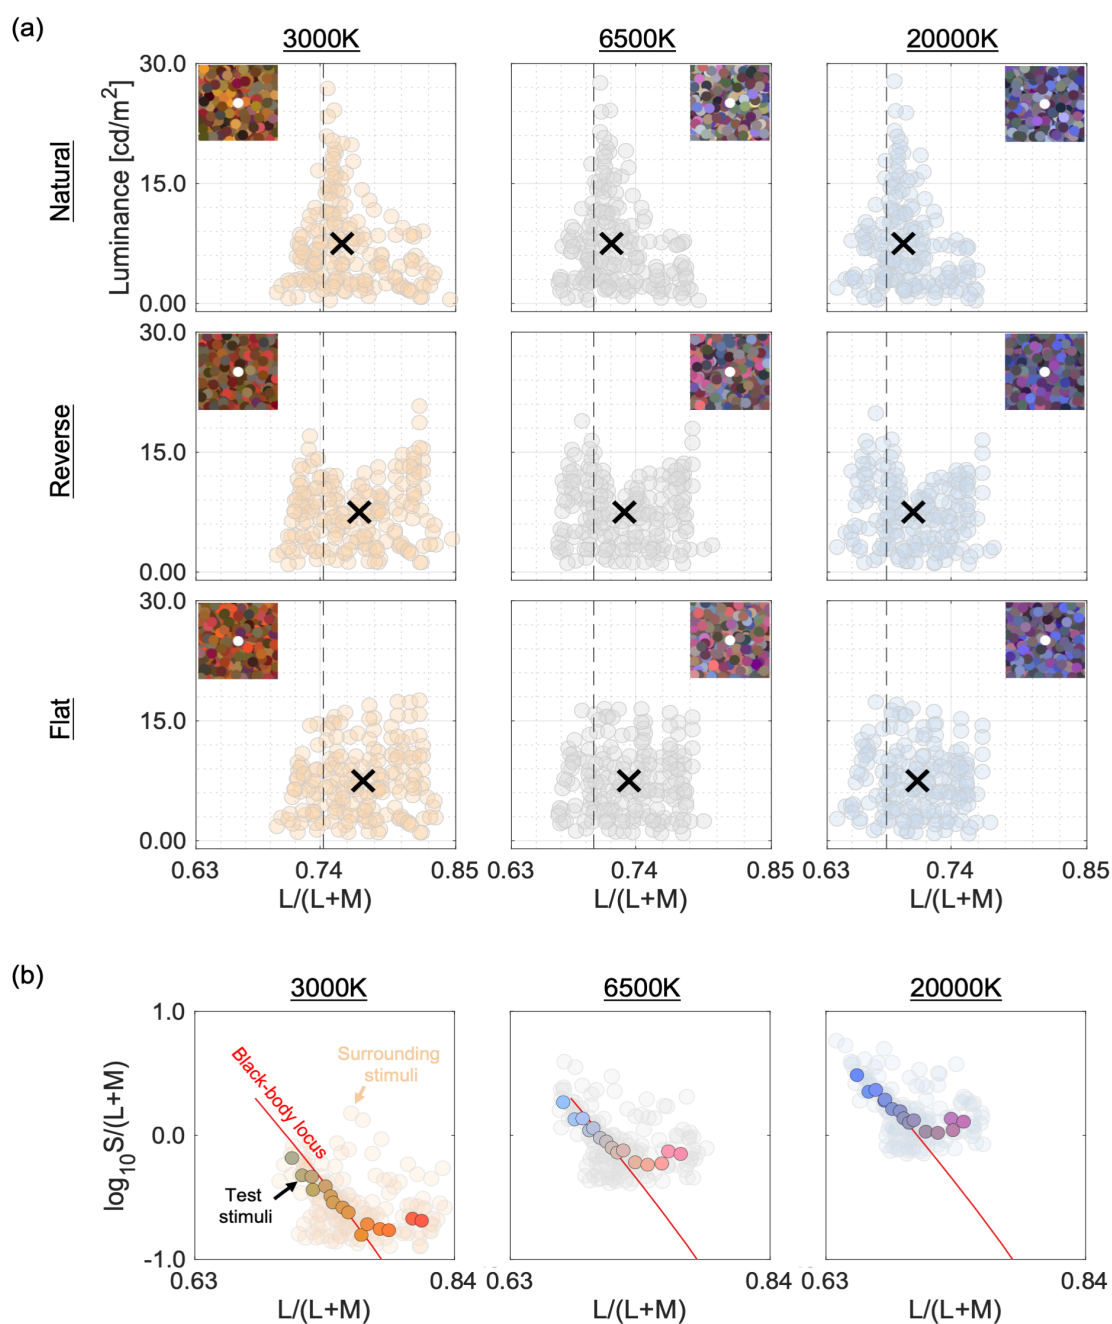 (a)
3000K
6500K
20000K
Natural
Luminance [cd/m²]
30.0
15.0
0.00
Reverse
30.0
15.0
0.00
Flat
30.0
15.0
0.00
0.63
0.74
0.85
0.63
0.74
0.85
0.63
0.74
0.85
L/(L+M)
L/(L+M)
L/(L+M)
(b)
3000K
6500K
20000K
log₁₀S/(L+M)
1.0
0.0
-1.0
Black-body locus
Surrounding
stimuli
Test
stimuli
0.63
0.84
0.63
0.84
0.63
0.84
L/(L+M)
L/(L+M)
L/(L+M)